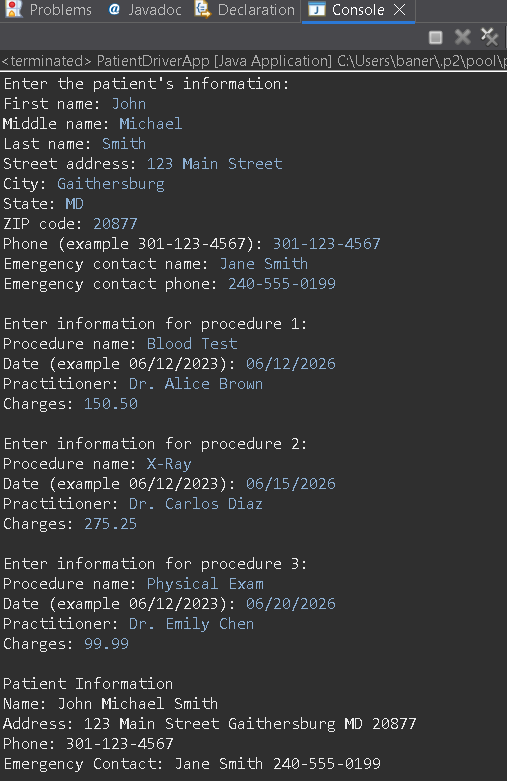 Problems Javadoc Declaration Console
<terminated> PatientDriverApp [Java Application] C:\Users\baner\.p2\pool\p
Enter the patient's information:
First name: John
Middle name: Michael
Last name: Smith
Street address: 123 Main Street
City: Gaithersburg
State: MD
ZIP code: 20877
Phone (example 301-123-4567): 301-123-4567
Emergency contact name: Jane Smith
Emergency contact phone: 240-555-0199

Enter information for procedure 1:
Procedure name: Blood Test
Date (example 06/12/2023): 06/12/2026
Practitioner: Dr. Alice Brown
Charges: 150.50

Enter information for procedure 2:
Procedure name: X-Ray
Date (example 06/12/2023): 06/15/2026
Practitioner: Dr. Carlos Diaz
Charges: 275.25

Enter information for procedure 3:
Procedure name: Physical Exam
Date (example 06/12/2023): 06/20/2026
Practitioner: Dr. Emily Chen
Charges: 99.99

Patient Information
Name: John Michael Smith
Address: 123 Main Street Gaithersburg MD 20877
Phone: 301-123-4567
Emergency Contact: Jane Smith 240-555-0199